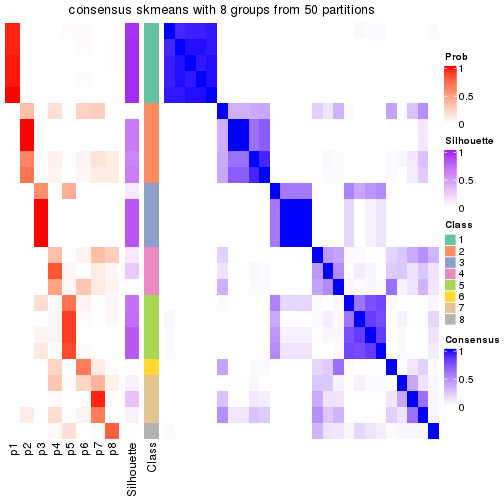 consensus skmeans with 8 groups from 50 partitions
Prob
1
0.5
0
Silhouette
1
0.5
0
Class
1
2
3
4
5
6
7
8
Consensus
1
0.5
0
p1
p2
p3
p4
p5
p6
p7
p8
Silhouette
Class